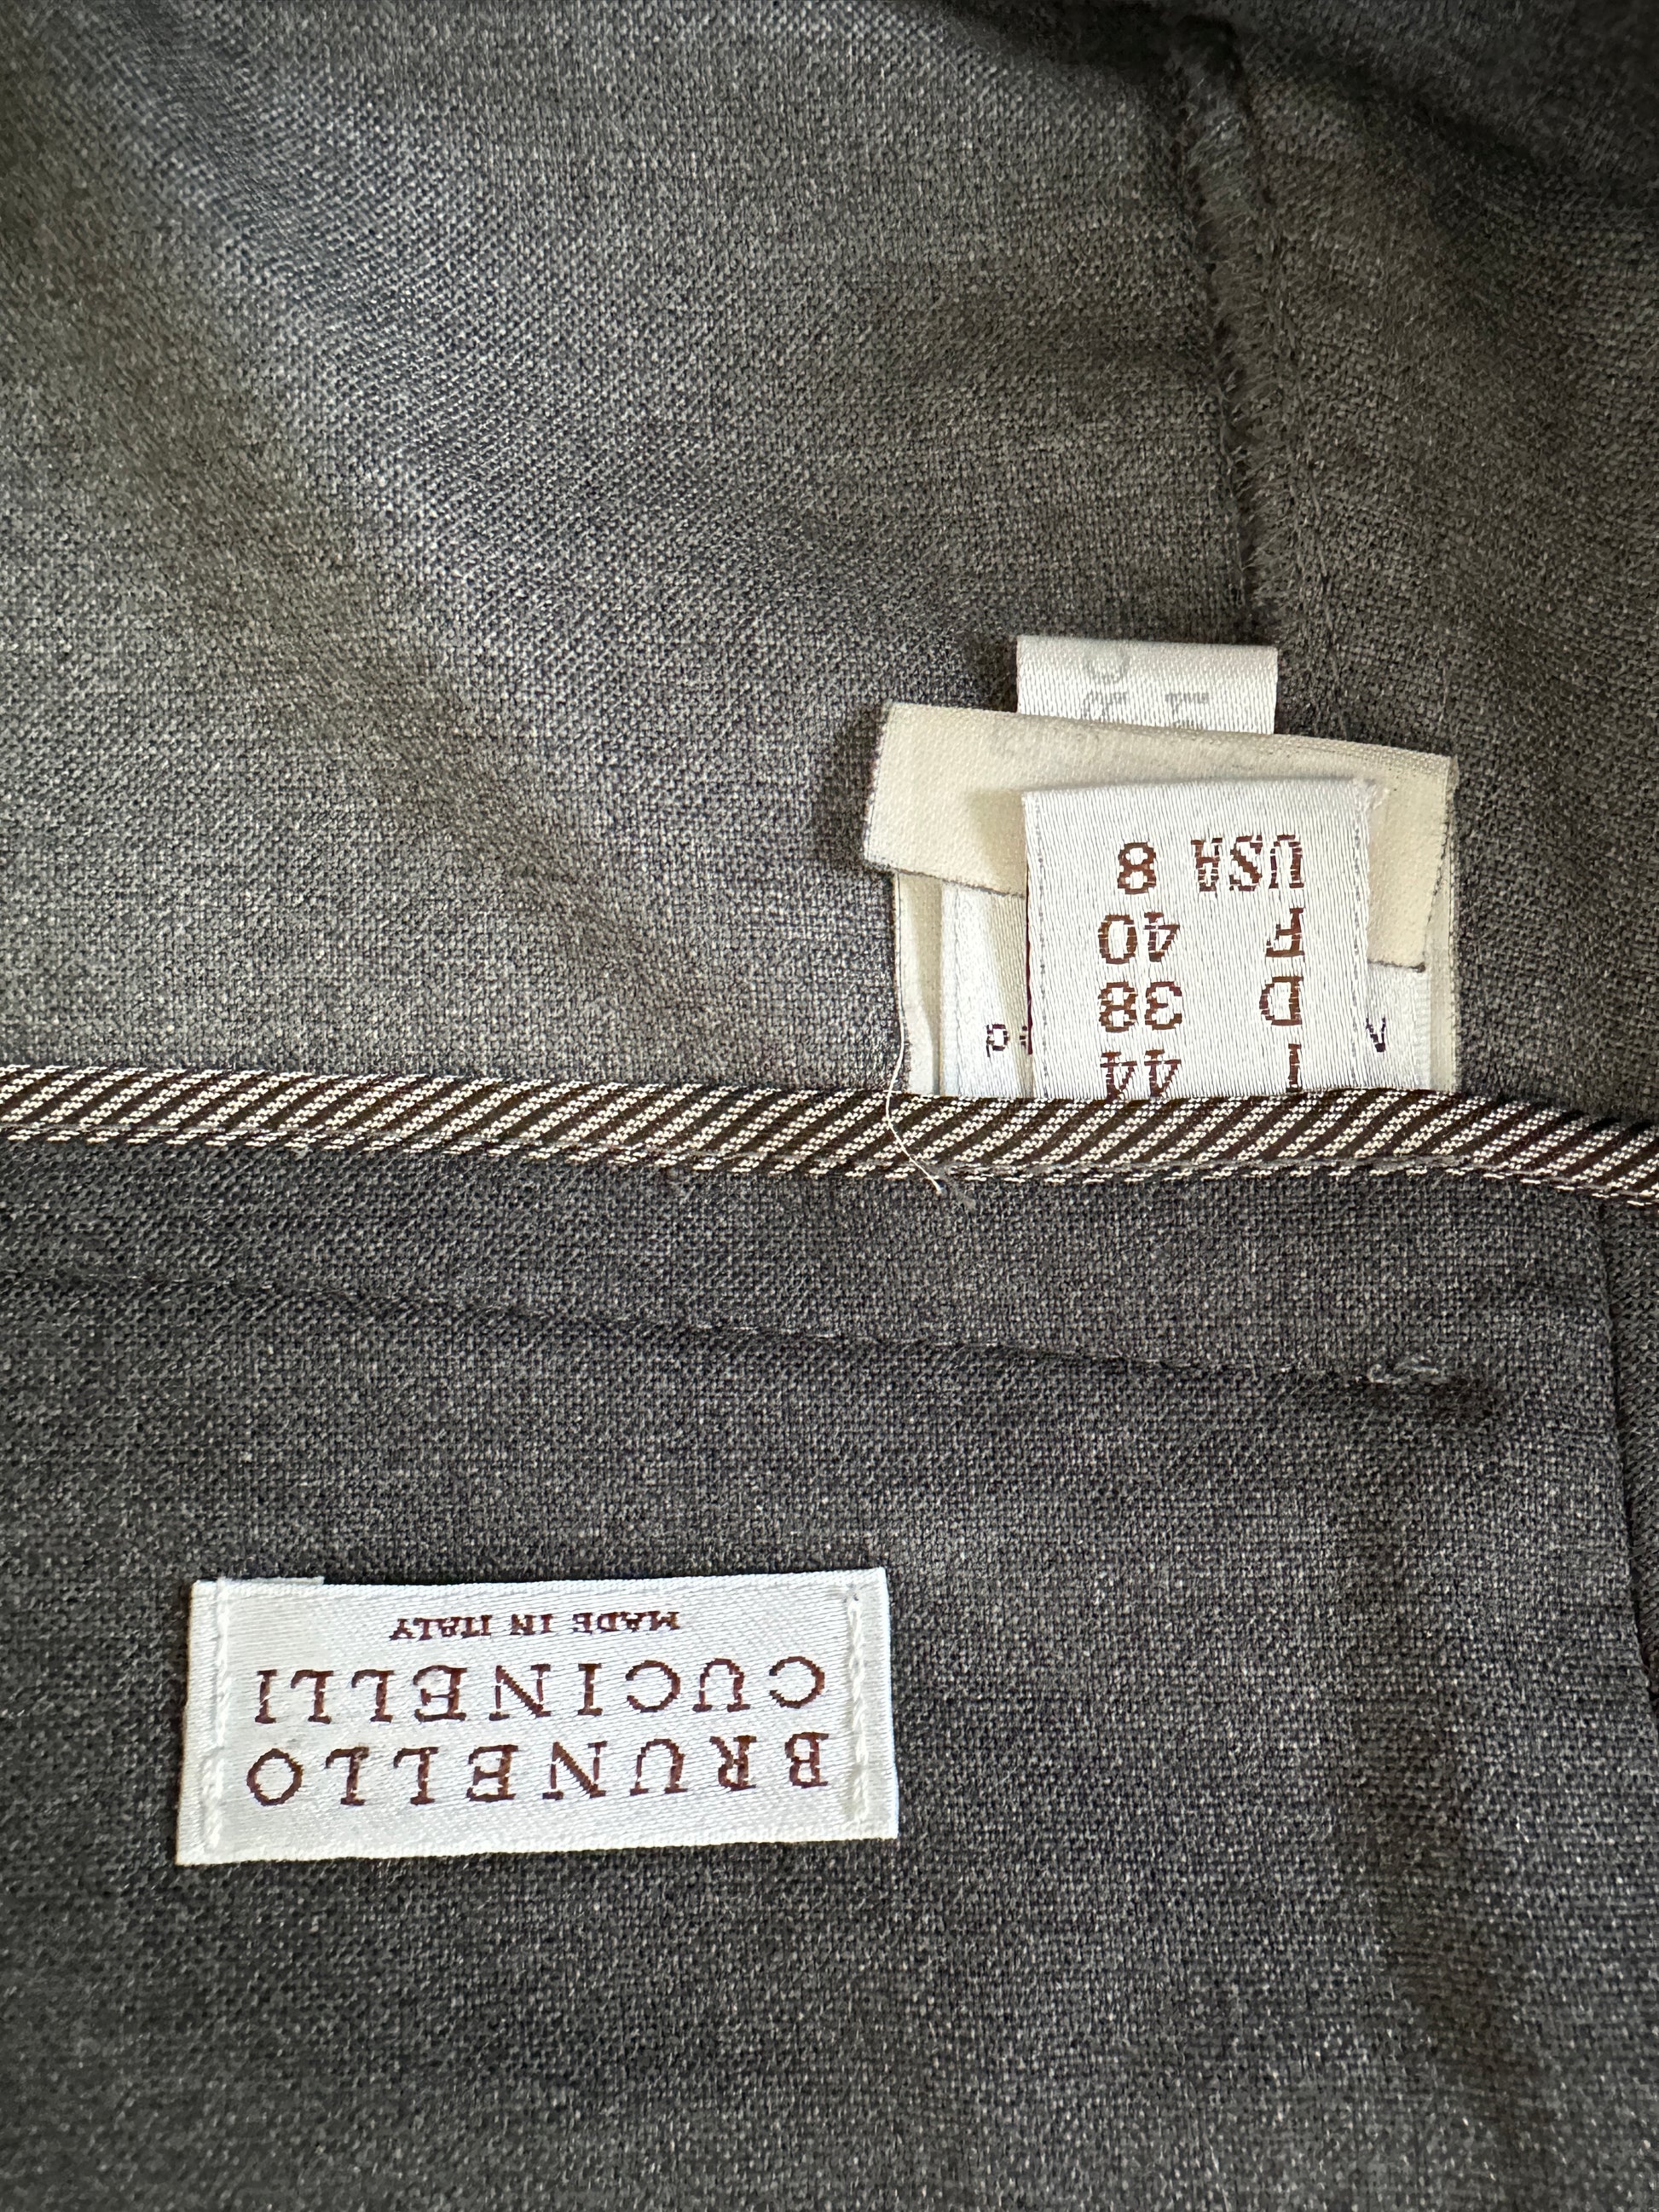 BRUNELLO
CUCINELLI
MADE IN ITALY
I 44
D 38
F 40
USA 8